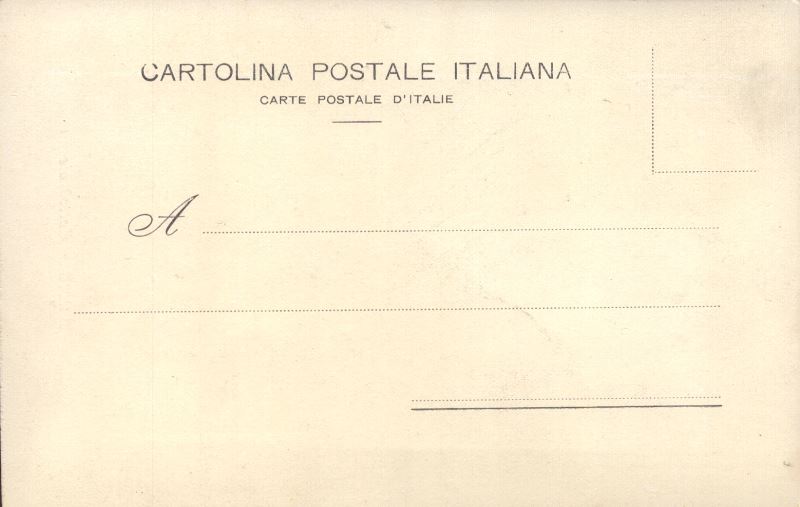 CARTOLINA POSTALE ITALIANA
CARTE POSTALE D'ITALIE
A